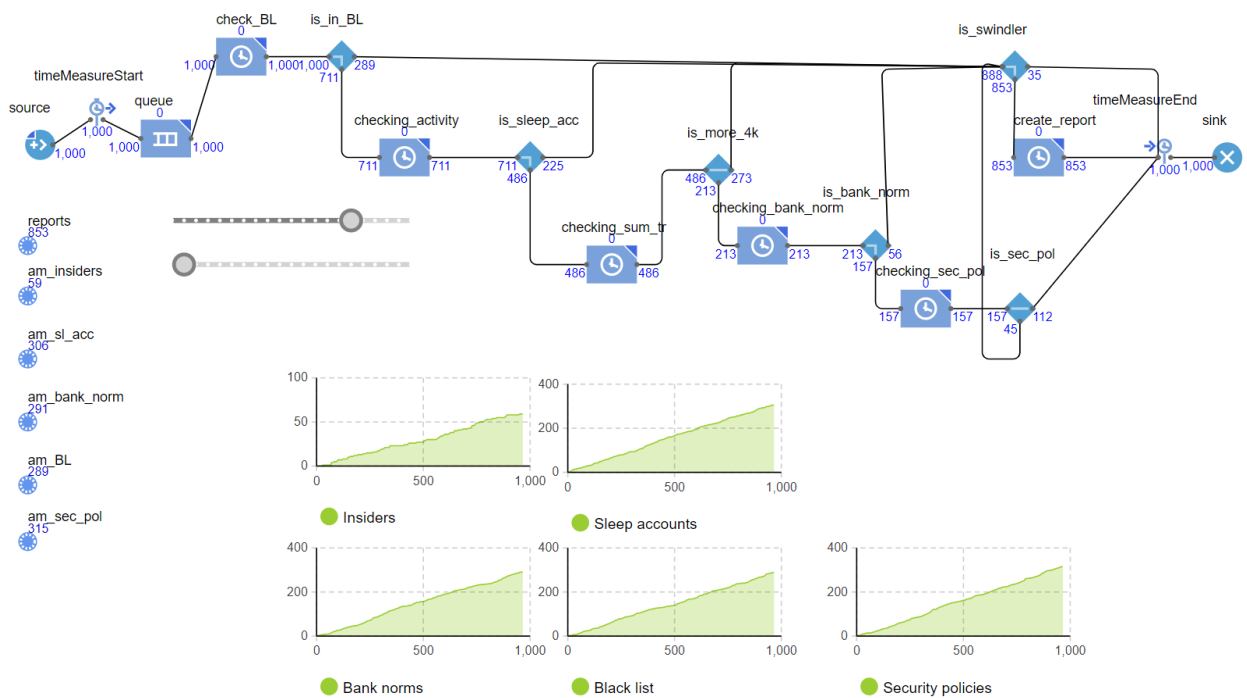 check_BL
0
1,000
1,000
is_in_BL
1,000
289
711
is_swindler
888
35
853
timeMeasureStart
1,000
source
1,000
queue
0
1,000
1,000
checking_activity
0
711
711
is_sleep_acc
711
225
486
is_more_4k
486
273
213
timeMeasureEnd
1,000
create_report
0
853
853
sink
1,000
checking_sum_tr
0
486
486
checking_bank_norm
0
213
213
is_bank_norm
213
56
157
checking_sec_pol
0
157
157
is_sec_pol
157
112
45
reports
853
am_insiders
59
am_sl_acc
306
am_bank_norm
291
am_BL
289
am_sec_pol
315
100
50
0
0
500
1,000
Insiders
400
200
0
0
500
1,000
Sleep accounts
400
200
0
0
500
1,000
Bank norms
400
200
0
0
500
1,000
Black list
400
200
0
0
500
1,000
Security policies